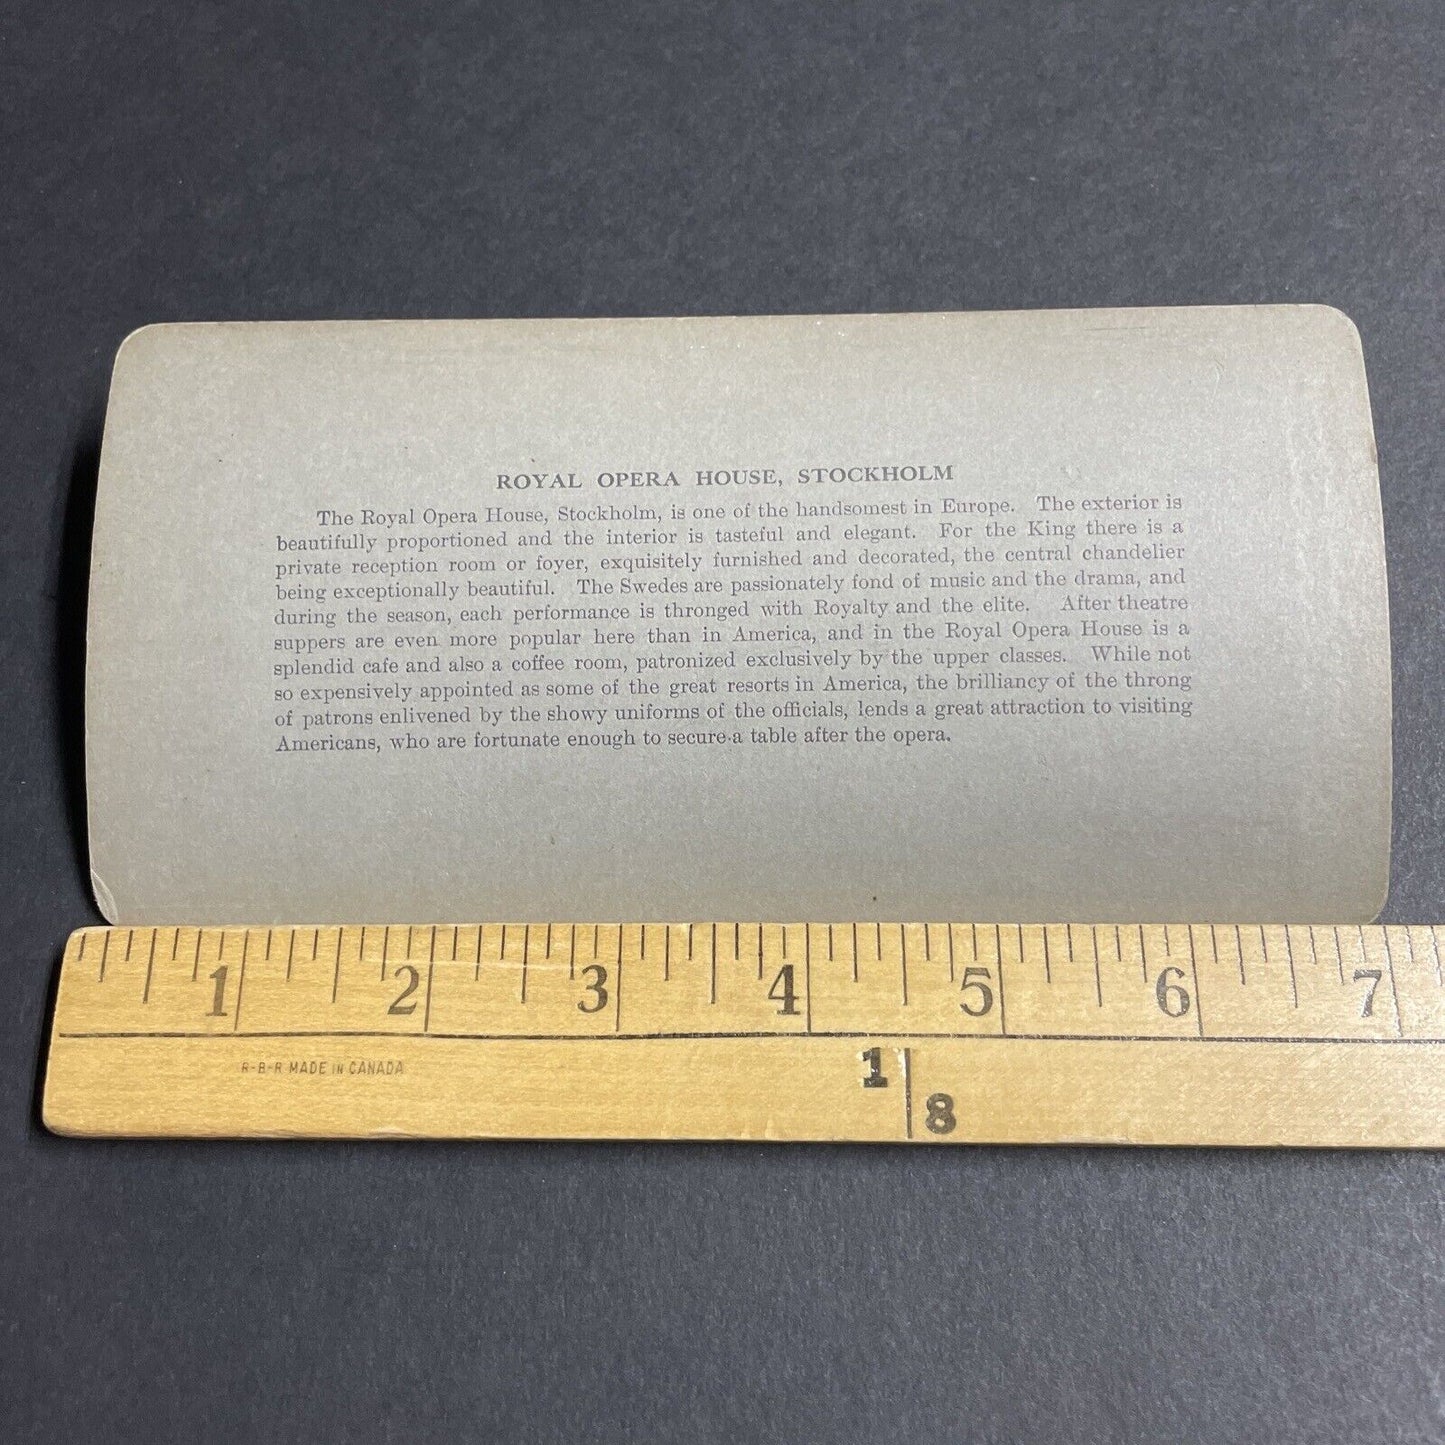 ROYAL OPERA HOUSE, STOCKHOLM
The Royal Opera House, Stockholm, is one of the handsomest in Europe. The exterior is
beautifully proportioned and the interior is tasteful and elegant. For the King there is a
private reception room or foyer, exquisitely furnished and decorated, the central chandelier
being exceptionally beautiful. The Swedes are passionately fond of music and the drama, and
during the season, each performance is thronged with Royalty and the elite. After theatre
suppers are even more popular here than in America, and in the Royal Opera House is a
splendid cafe and also a coffee room, patronized exclusively by the upper classes. While not
so expensively appointed as some of the great resorts in America, the brilliancy of the throng
of patrons enlivened by the showy uniforms of the officials, lends a great attraction to visiting
Americans, who are fortunate enough to secure a table after the opera.
1 2 3 4 5 6 7
R-B-R MADE IN CANADA
1
8